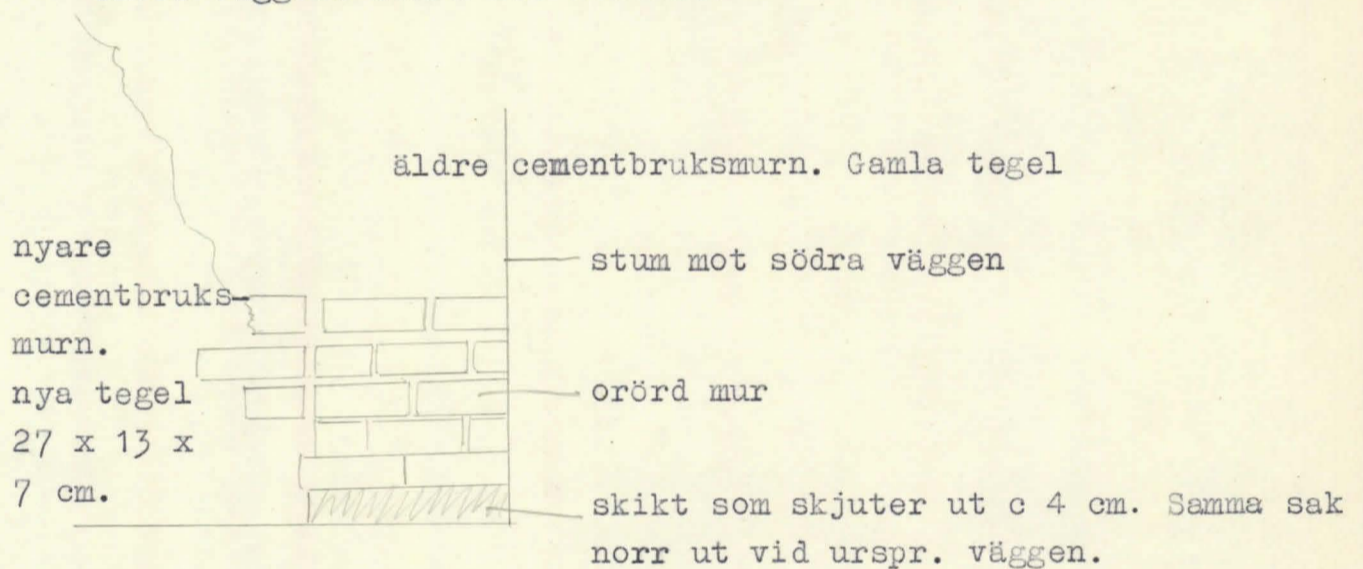 äldre cementbruksmurn. Gamla tegel
stum mot södra väggen
nyare
cementbruks-
murn.
nya tegel
27 x 13 x
7 cm.
orörd mur
skikt som skjuter ut c 4 cm. Samma sak
norr ut vid urspr. väggen.